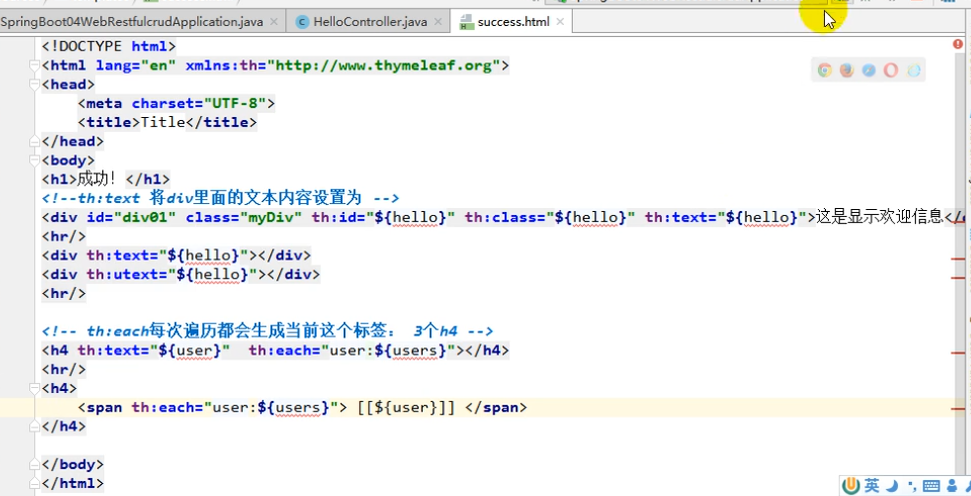 SpringBoot04WebRestfulcrudApplication.java × HelloController.java × success.html ×
<!DOCTYPE html>
<html lang="en" xmlns:th="http://www.thymeleaf.org">
<head>
    <meta charset="UTF-8">
    <title>Title</title>
</head>
<body>
<h1>成功！</h1>
<!--th:text 将div里面的文本内容设置为 -->
<div id="div01" class="myDiv" th:id="${hello}" th:class="${hello}" th:text="${hello}">这是显示欢迎信息</
<hr/>
<div th:text="${hello}"></div>
<div th:utext="${hello}"></div>
<hr/>
<!-- th:each每次遍历都会生成当前这个标签： 3个h4 -->
<h4 th:text="${user}"  th:each="user:${users}"></h4>
<hr/>
<h4>
    <span th:each="user:${users}"> [[${user}]] </span>
</h4>
</body>
</html>
英